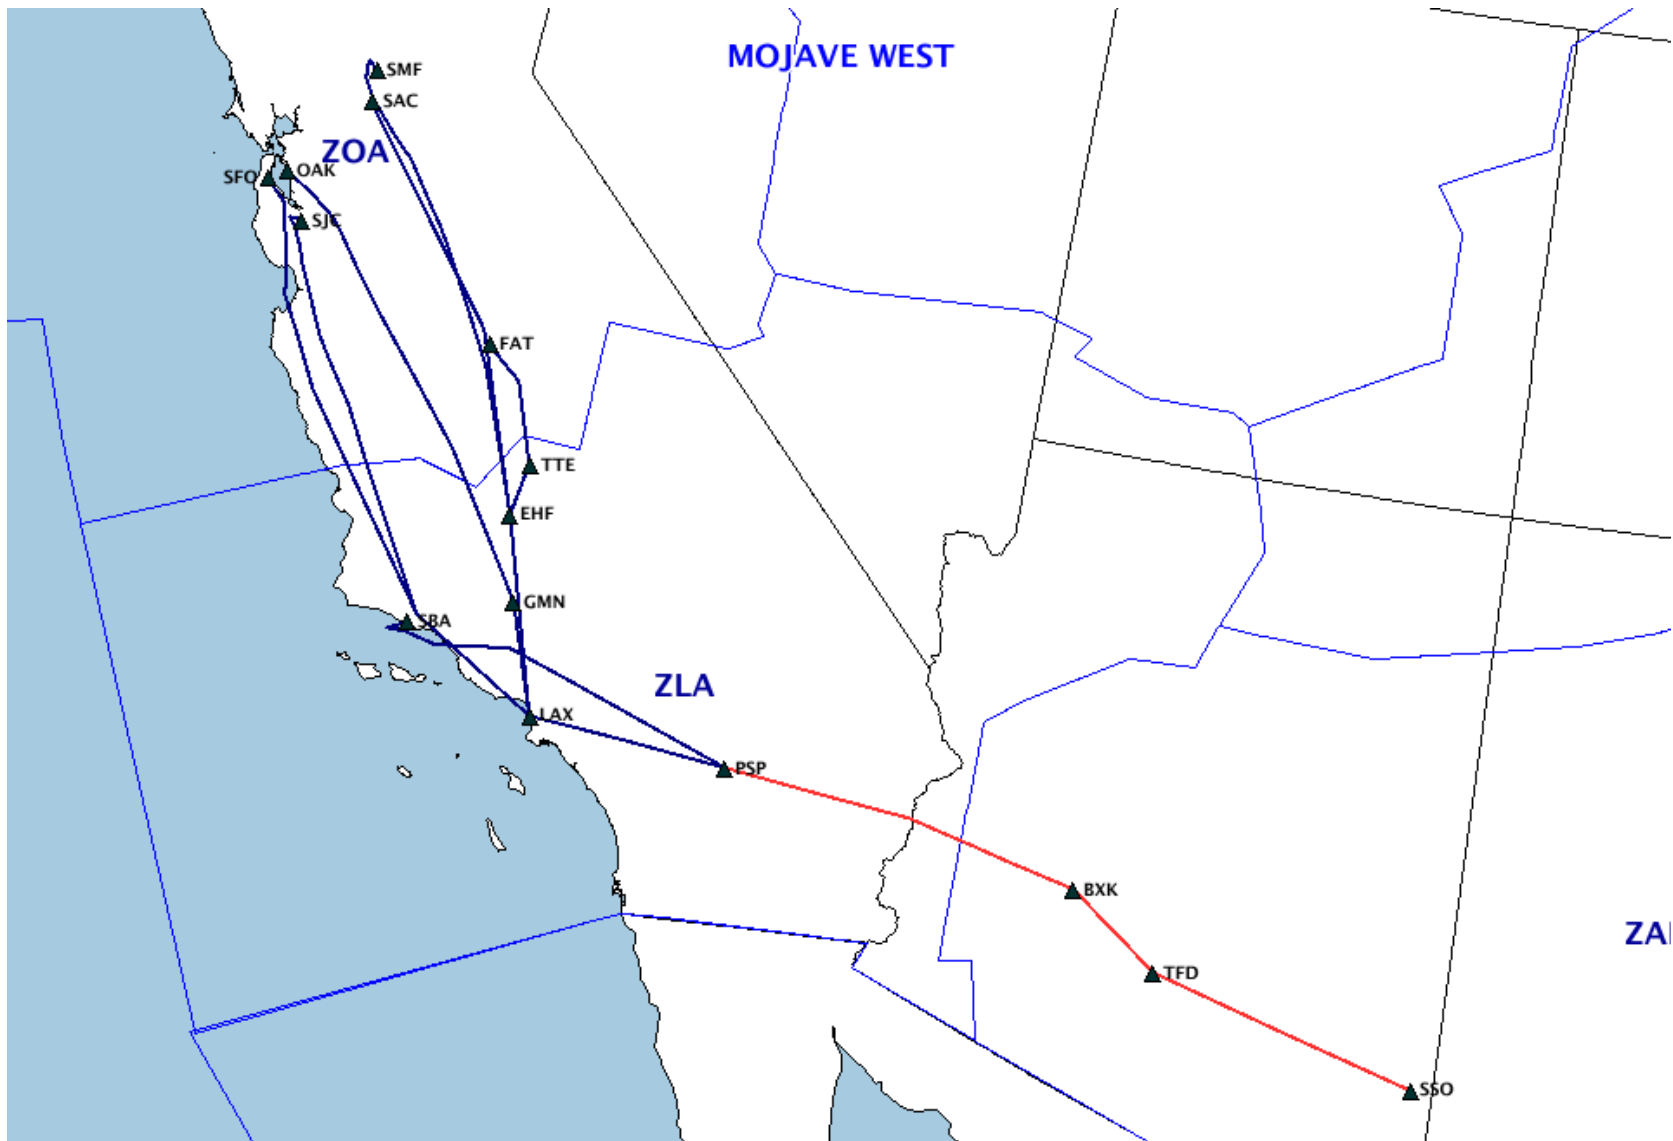 MOJAVE WEST
SMF
SAC
ZOA
SFO
OAK
SJC
FAT
TTE
EHF
GMN
SBA
ZLA
LAX
PSP
BXK
ZA
TFD
SSO